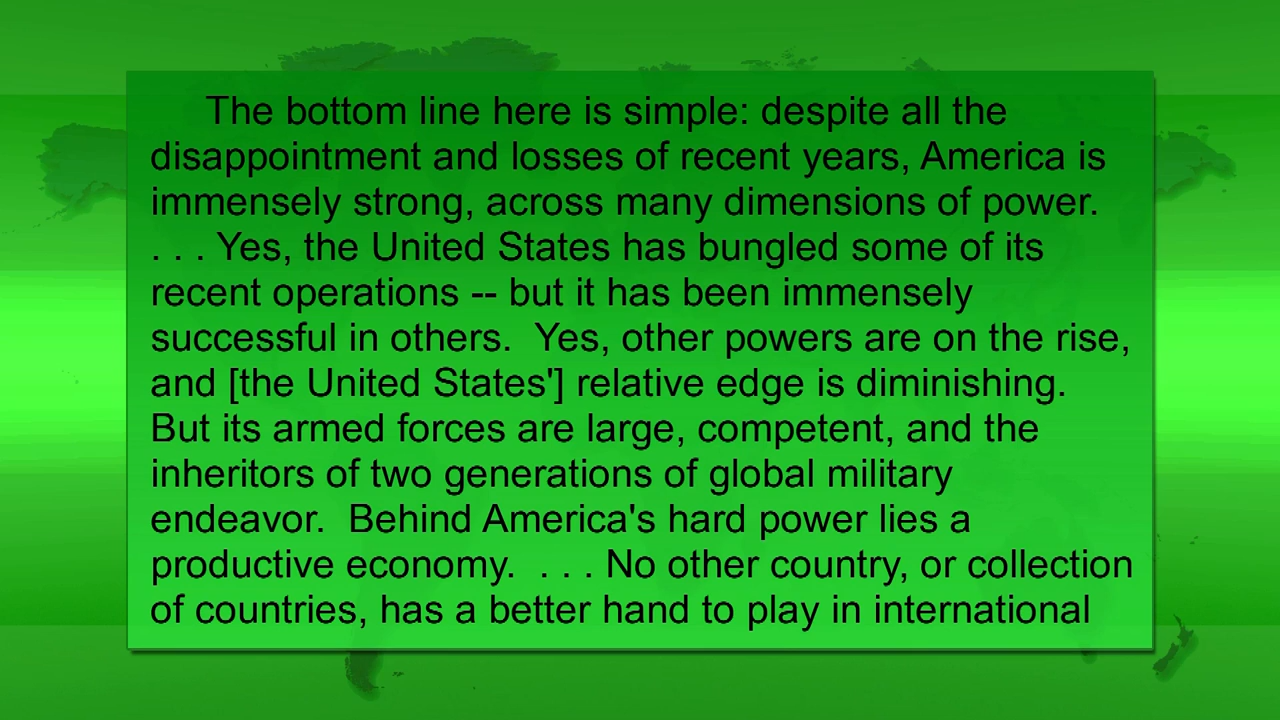 The bottom line here is simple: despite all the
disappointment and losses of recent years, America is
immensely strong, across many dimensions of power.
. . . Yes, the United States has bungled some of its
recent operations -- but it has been immensely
successful in others.  Yes, other powers are on the rise,
and [the United States'] relative edge is diminishing.
But its armed forces are large, competent, and the
inheritors of two generations of global military
endeavor.  Behind America's hard power lies a
productive economy.  . . . No other country, or collection
of countries, has a better hand to play in international